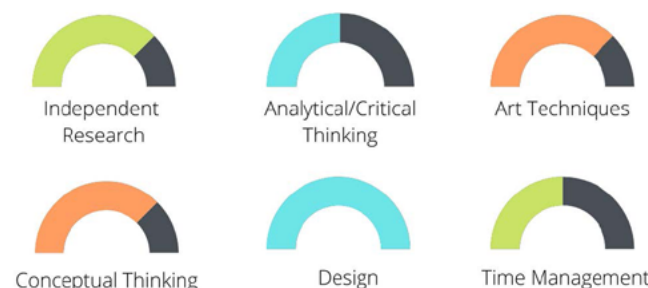 Independent
Research
Analytical/Critical
Thinking
Art Techniques
Conceptual Thinking
Design
Time Management